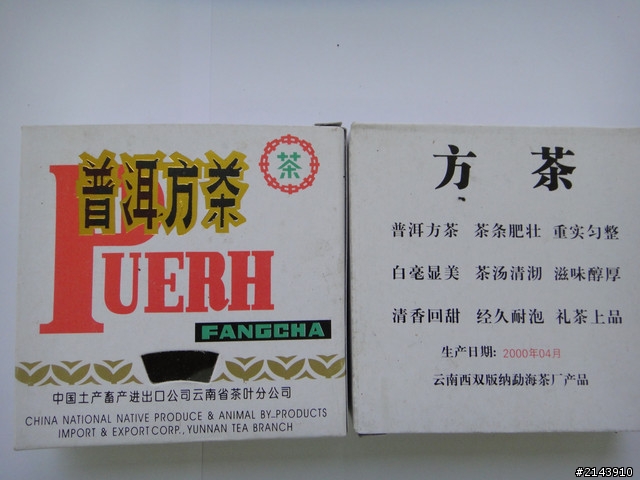 普洱方茶
茶
PUERH
FANGCHA
中国土产畜产进出口公司云南省茶叶分公司
CHINA NATIONAL NATIVE PRODUCE & ANIMAL BY-PRODUCTS
IMPORT & EXPORT CORP., YUNNAN TEA BRANCH
方茶
普洱方茶 茶条肥壮 重实匀整
白毫显美 茶汤清沏 滋味醇厚
清香回甜 经久耐泡 礼茶上品
生产日期: 2000年04月
云南西双版纳勐海茶厂产品
#2143910